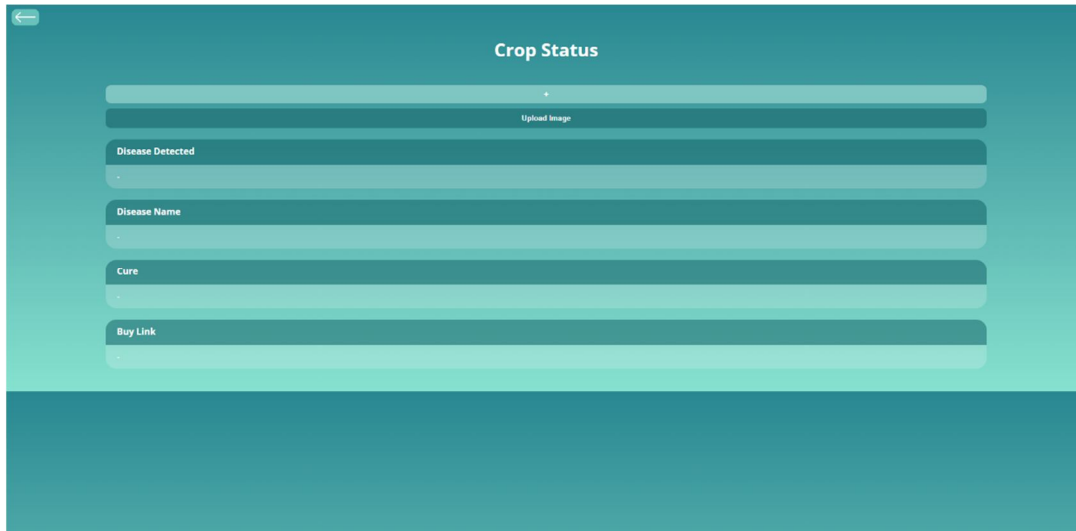 Crop Status
+
Upload Image
Disease Detected
-
Disease Name
-
Cure
-
Buy Link
-